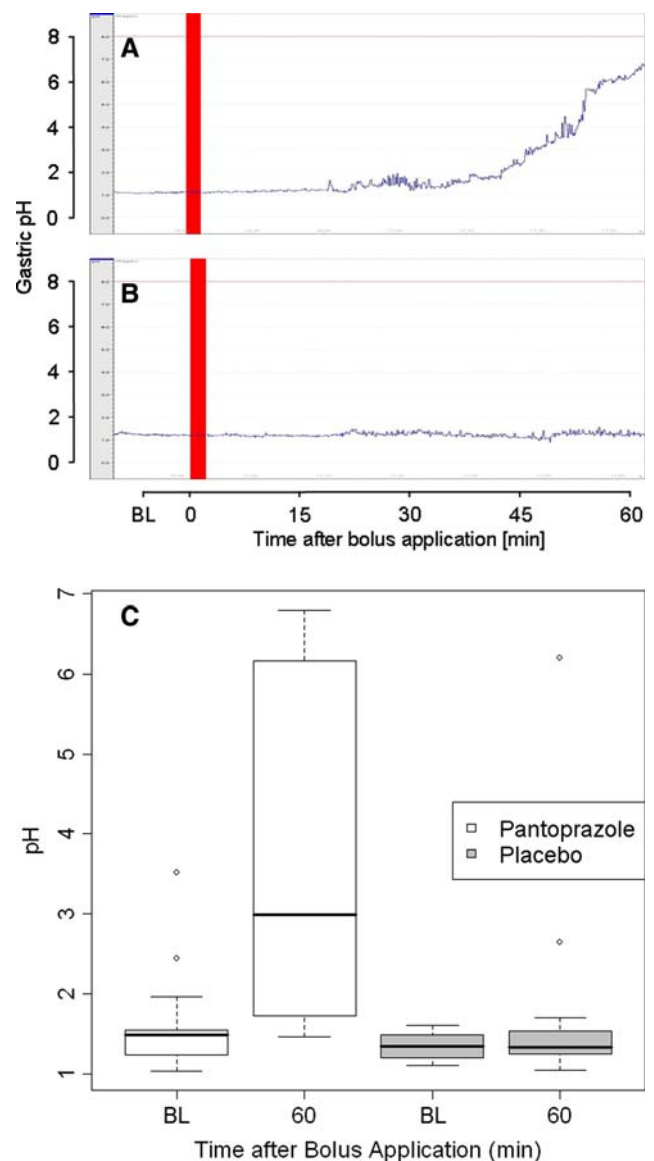 A
8
6
4
2
0
Gastric pH
B
8
6
4
2
0
BL 0 15 30 45 60
Time after bolus application [min]
C
7
6
5
4
3
2
1
pH
Pantoprazole
Placebo
BL 60 BL 60
Time after Bolus Application (min)